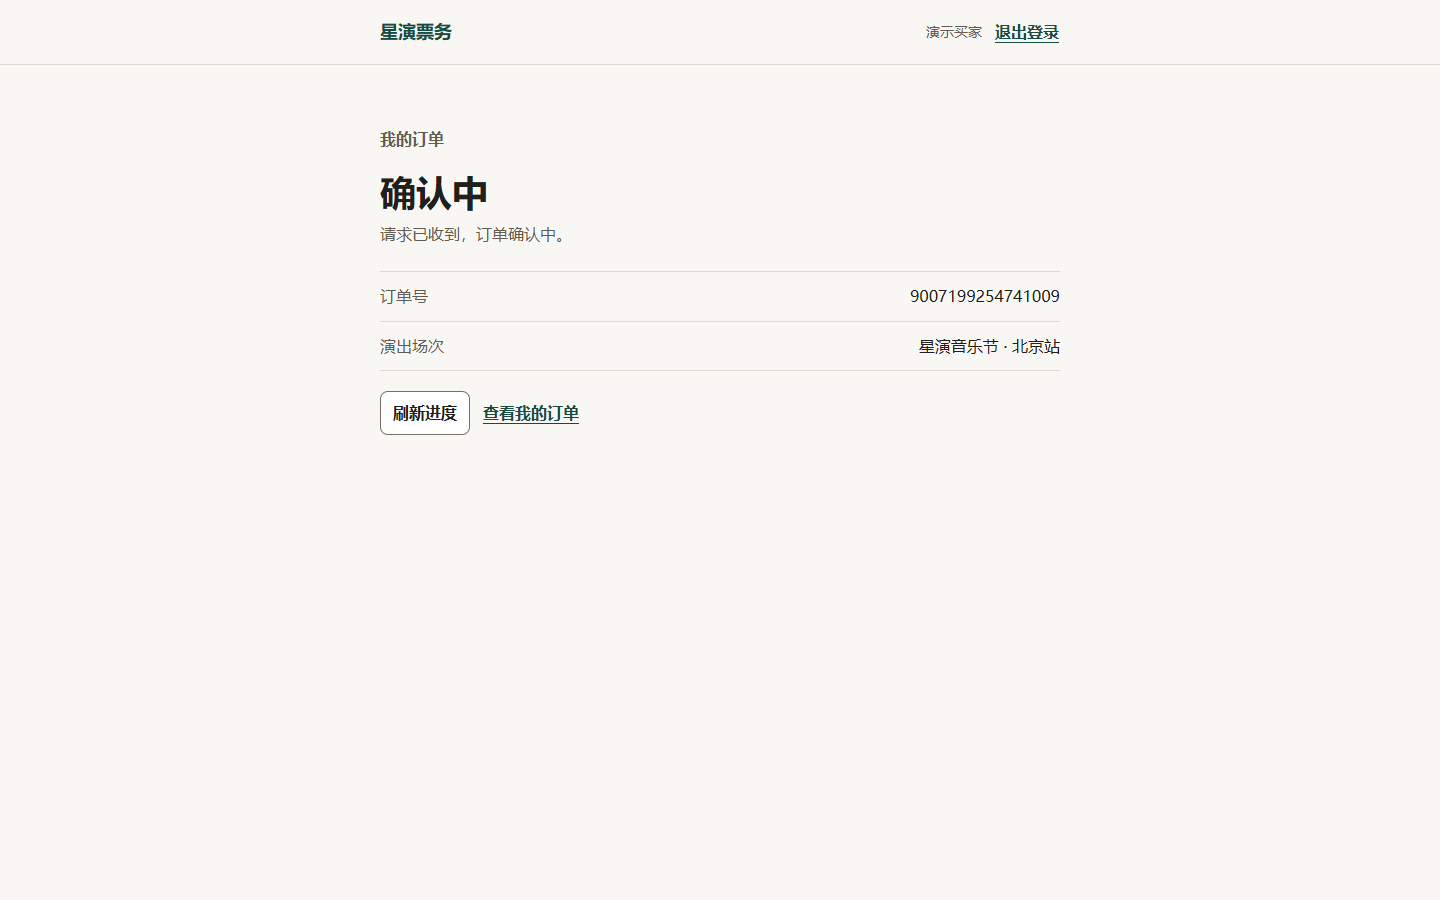 星演票务
演示买家 退出登录
我的订单
确认中
请求已收到，订单确认中。
订单号 9007199254741009
演出场次 星演音乐节 · 北京站
刷新进度 查看我的订单